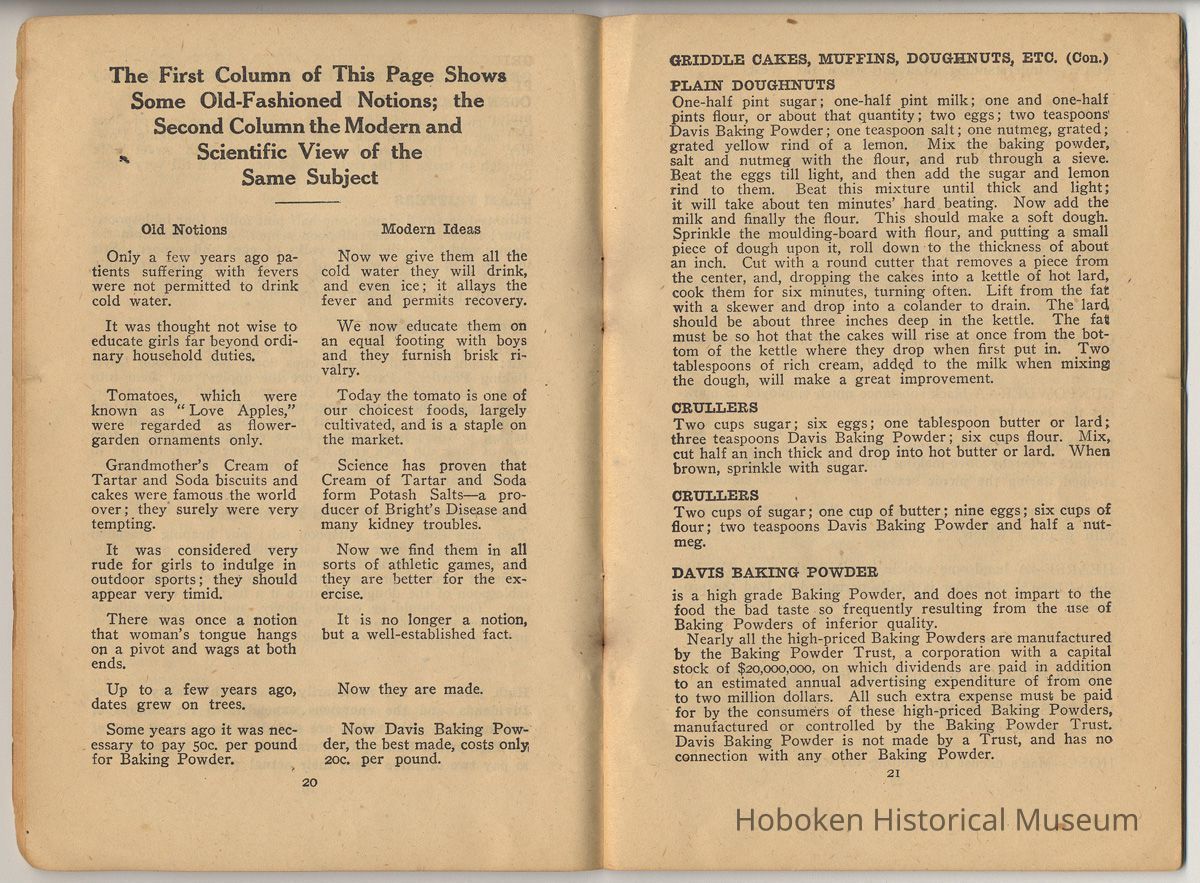 The First Column of This Page Shows
Some Old-Fashioned Notions; the
Second Column the Modern and
Scientific View of the
Same Subject
Old Notions
Only a few years ago pa-
tients suffering with fevers
were not permitted to drink
cold water.
It was thought not wise to
educate girls far beyond ordi-
nary household duties.
Tomatoes, which were
known as "Love Apples,"
were regarded as flower-
garden ornaments only.
Grandmother's Cream of
Tartar and Soda biscuits and
cakes were famous the world
over; they surely were very
tempting.
It was considered very
rude for girls to indulge in
outdoor sports; they should
appear very timid.
There was once a notion
that woman's tongue hangs
on a pivot and wags at both
ends.
Up to a few years ago,
dates grew on trees.
Some years ago it was nec-
essary to pay 50c. per pound
for Baking Powder.
Modern Ideas
Now we give them all the
cold water they will drink,
and even ice; it allays the
fever and permits recovery.
We now educate them on
an equal footing with boys
and they furnish brisk ri-
valry.
Today the tomato is one of
our choicest foods, largely
cultivated, and is a staple on
the market.
Science has proven that
Cream of Tartar and Soda
form Potash Salts—a pro-
ducer of Bright's Disease and
many kidney troubles.
Now we find them in all
sorts of athletic games, and
they are better for the ex-
ercise.
It is no longer a notion,
but a well-established fact.
Now they are made.
Now Davis Baking Pow-
der, the best made, costs only
20c. per pound.
20
GRIDDLE CAKES, MUFFINS, DOUGHNUTS, ETC. (Con.)
PLAIN DOUGHNUTS
One-half pint sugar; one-half pint milk; one and one-half
pints flour, or about that quantity; two eggs; two teaspoons
Davis Baking Powder; one teaspoon salt; one nutmeg, grated;
grated yellow rind of a lemon. Mix the baking powder,
salt and nutmeg with the flour, and rub through a sieve.
Beat the eggs till light, and then add the sugar and lemon
rind to them. Beat this mixture until thick and light;
it will take about ten minutes' hard beating. Now add the
milk and finally the flour. This should make a soft dough.
Sprinkle the moulding-board with flour, and putting a small
piece of dough upon it, roll down to the thickness of about
an inch. Cut with a round cutter that removes a piece from
the center, and, dropping the cakes into a kettle of hot lard,
cook them for six minutes, turning often. Lift from the fat
with a skewer and drop into a colander to drain. The lard
should be about three inches deep in the kettle. The fat
must be so hot that the cakes will rise at once from the bot-
tom of the kettle where they drop when first put in. Two
tablespoons of rich cream, added to the milk when mixing
the dough, will make a great improvement.
CRULLERS
Two cups sugar; six eggs; one tablespoon butter or lard;
three teaspoons Davis Baking Powder; six cups flour. Mix,
cut half an inch thick and drop into hot butter or lard. When
brown, sprinkle with sugar.
CRULLERS
Two cups of sugar; one cup of butter; nine eggs; six cups of
flour; two teaspoons Davis Baking Powder and half a nut-
meg.
DAVIS BAKING POWDER
is a high grade Baking Powder, and does not impart to the
food the bad taste so frequently resulting from the use of
Baking Powders of inferior quality.
Nearly all the high-priced Baking Powders are manufactured
by the Baking Powder Trust, a corporation with a capital
stock of $20,000,000, on which dividends are paid in addition
to an estimated annual advertising expenditure of from one
to two million dollars. All such extra expense must be paid
for by the consumers of these high-priced Baking Powders,
manufactured or controlled by the Baking Powder Trust.
Davis Baking Powder is not made by a Trust, and has no
connection with any other Baking Powder.
21
Hoboken Historical Museum